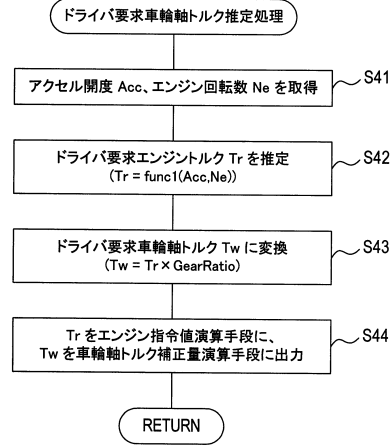 ドライバ要求車輪軸トルク推定処理
アクセル開度 Acc、エンジン回転数 Ne を取得
S41
ドライバ要求エンジントルク Tr を推定
(Tr = func1(Acc,Ne))
S42
ドライバ要求車輪軸トルク Tw に変換
(Tw = Tr × GearRatio)
S43
Tr をエンジン指令値演算手段に、
Tw を車輪軸トルク補正量演算手段に出力
S44
RETURN